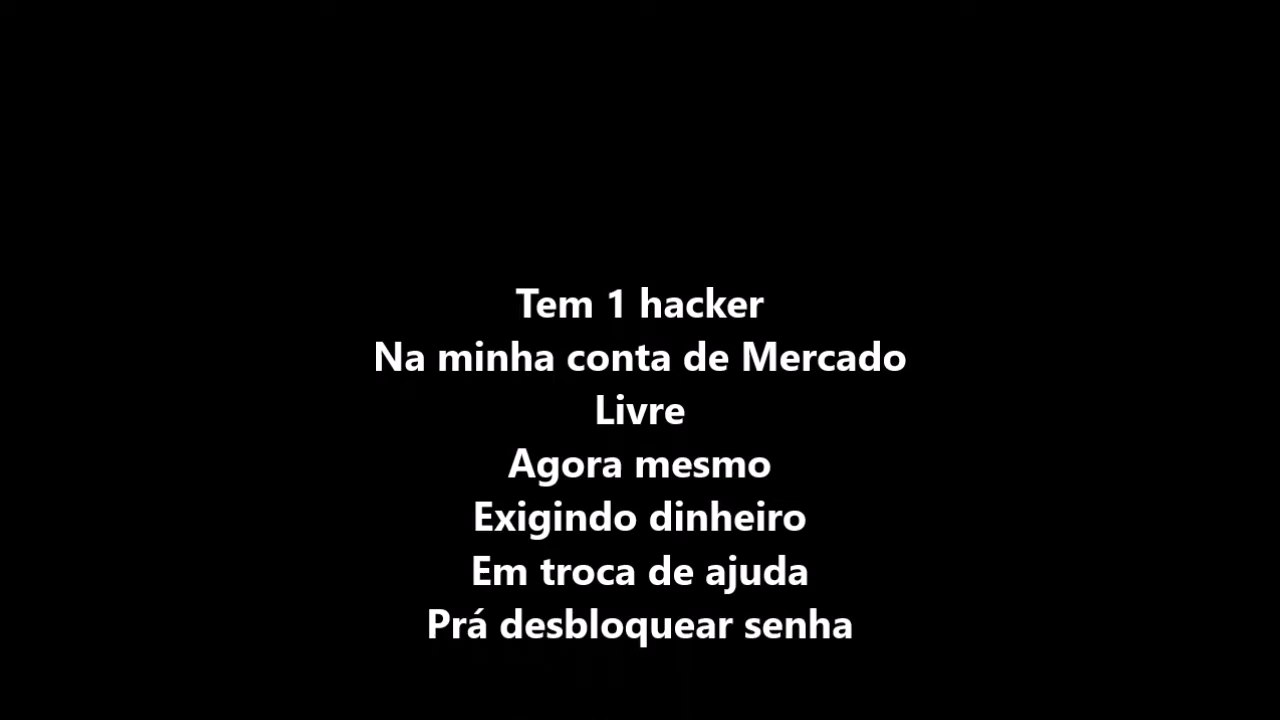 Tem 1 hacker
Na minha conta de Mercado
Livre
Agora mesmo
Exigindo dinheiro
Em troca de ajuda
Prá desbloquear senha